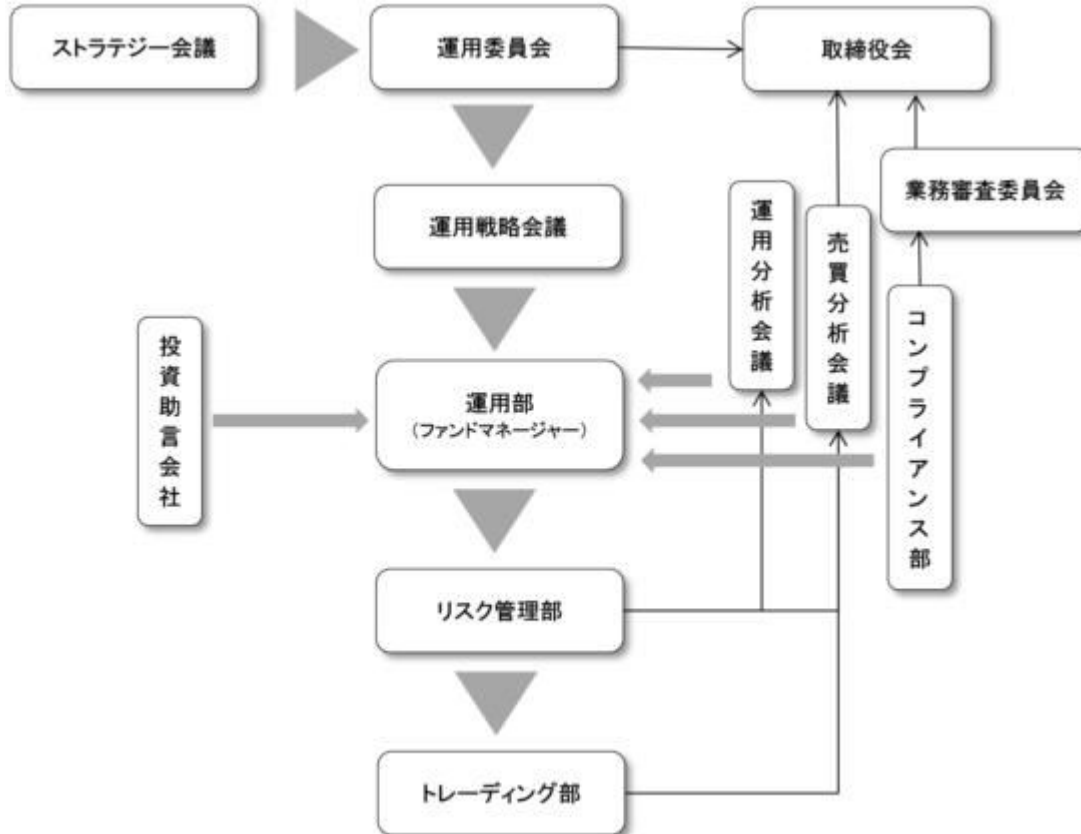 ストラテジー会議
運用委員会
取締役会
業務審査委員会
運用戦略会議
運用分析会議
売買分析会議
コンプライアンス部
投資助言会社
運用部
(ファンドマネージャー)
リスク管理部
トレーディング部